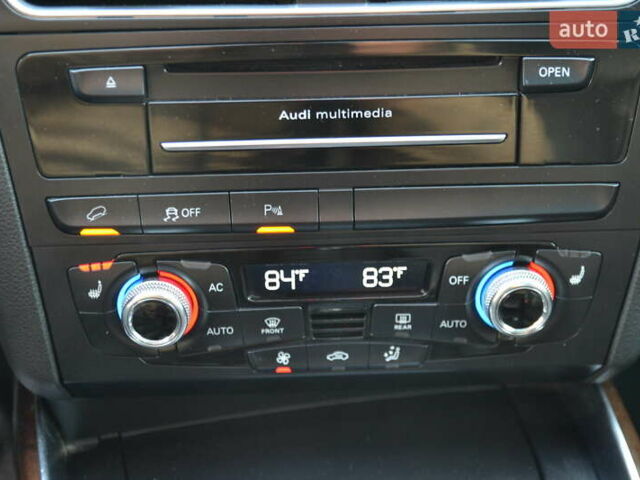 auto R
OPEN
Audi multimedia
OFF P
84°F 83°F
AC OFF
AUTO FRONT REAR AUTO